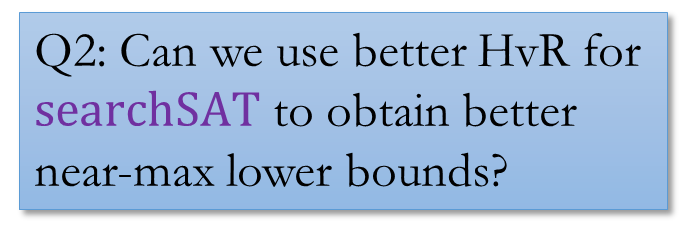 Q2: Can we use better HvR for
searchSAT to obtain better
near-max lower bounds?